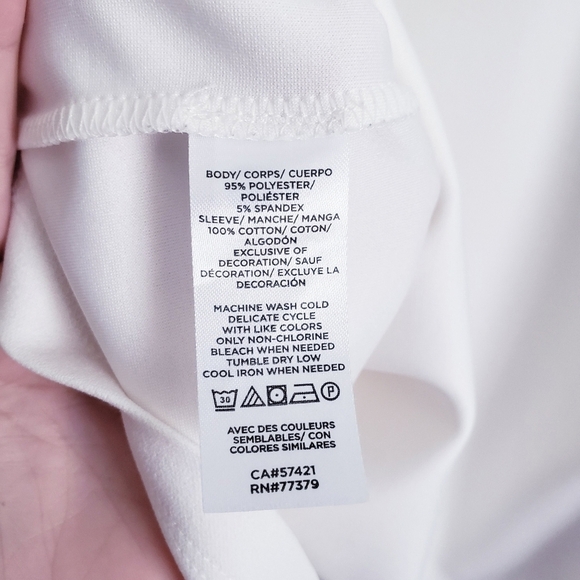 BODY/ CORPS/ CUERPO
95% POLYESTER/
POLIÉSTER
5% SPANDEX
SLEEVE/ MANCHE/ MANGA
100% COTTON/ COTON/
ALGODÓN
EXCLUSIVE OF
DECORATION/ SAUF
DÉCORATION/ EXCLUYE LA
DECORACIÓN
MACHINE WASH COLD
DELICATE CYCLE
WITH LIKE COLORS
ONLY NON-CHLORINE
BLEACH WHEN NEEDED
TUMBLE DRY LOW
COOL IRON WHEN NEEDED
30 P
AVEC DES COULEURS
SEMBLABLES/ CON
COLORES SIMILARES
CA#57421
RN#77379